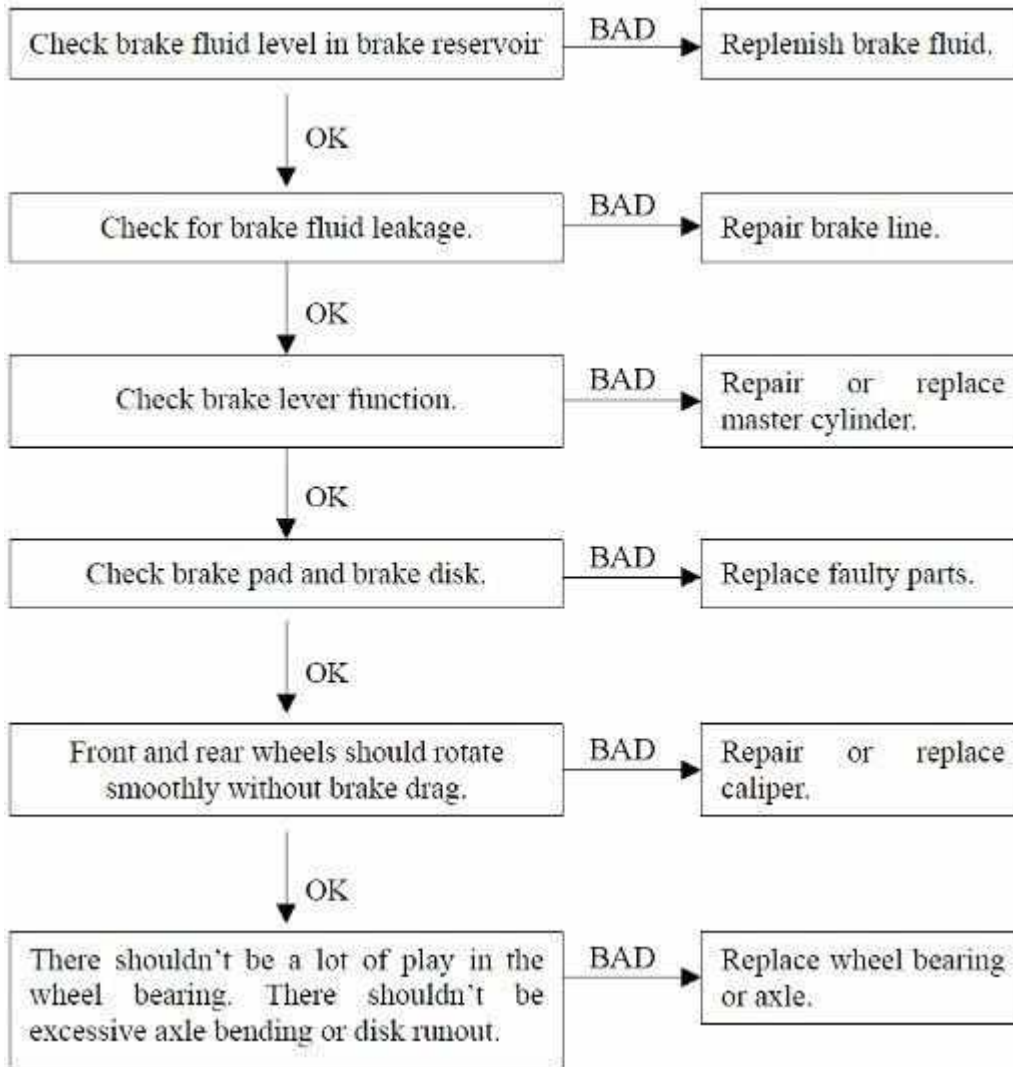 Check brake fluid level in brake reservoir
BAD
Replenish brake fluid.
OK
Check for brake fluid leakage.
BAD
Repair brake line.
OK
Check brake lever function.
BAD
Repair or replace
master cylinder.
OK
Check brake pad and brake disk.
BAD
Replace faulty parts.
OK
Front and rear wheels should rotate
smoothly without brake drag.
BAD
Repair or replace
caliper.
OK
There shouldn't be a lot of play in the
wheel bearing. There shouldn't be
excessive axle bending or disk runout.
BAD
Replace wheel bearing
or axle.